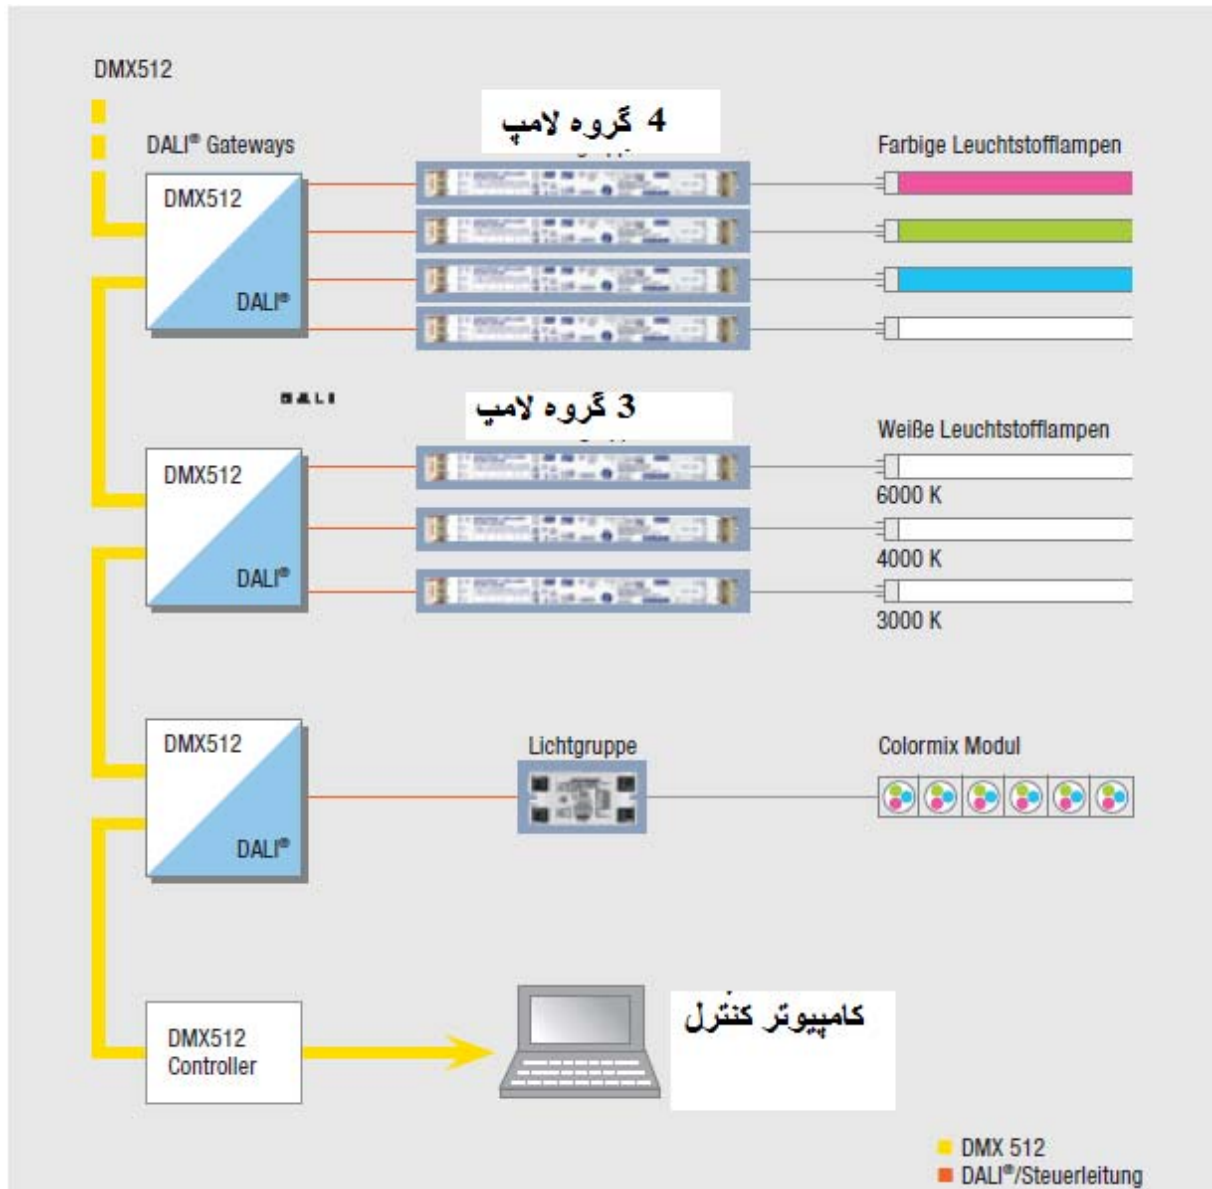 DMX512
4 گروه لامپ
DALI® Gateways
Farbige Leuchtstofflampen
DMX512
DALI®
DALI
3 گروه لامپ
Weiße Leuchtstofflampen
DMX512
DALI®
6000 K
4000 K
3000 K
DMX512
DALI®
Lichtgruppe
Colormix Modul
DMX512
Controller
کامپیوتر کنترل
DMX 512
DALI®/Steuerleitung